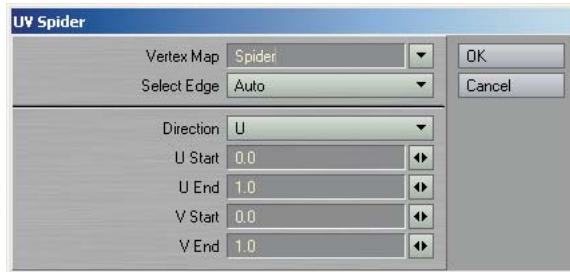 UV Spider
Vertex Map Spider
OK
Select Edge Auto
Cancel
Direction U
U Start 0.0
U End 1.0
V Start 0.0
V End 1.0